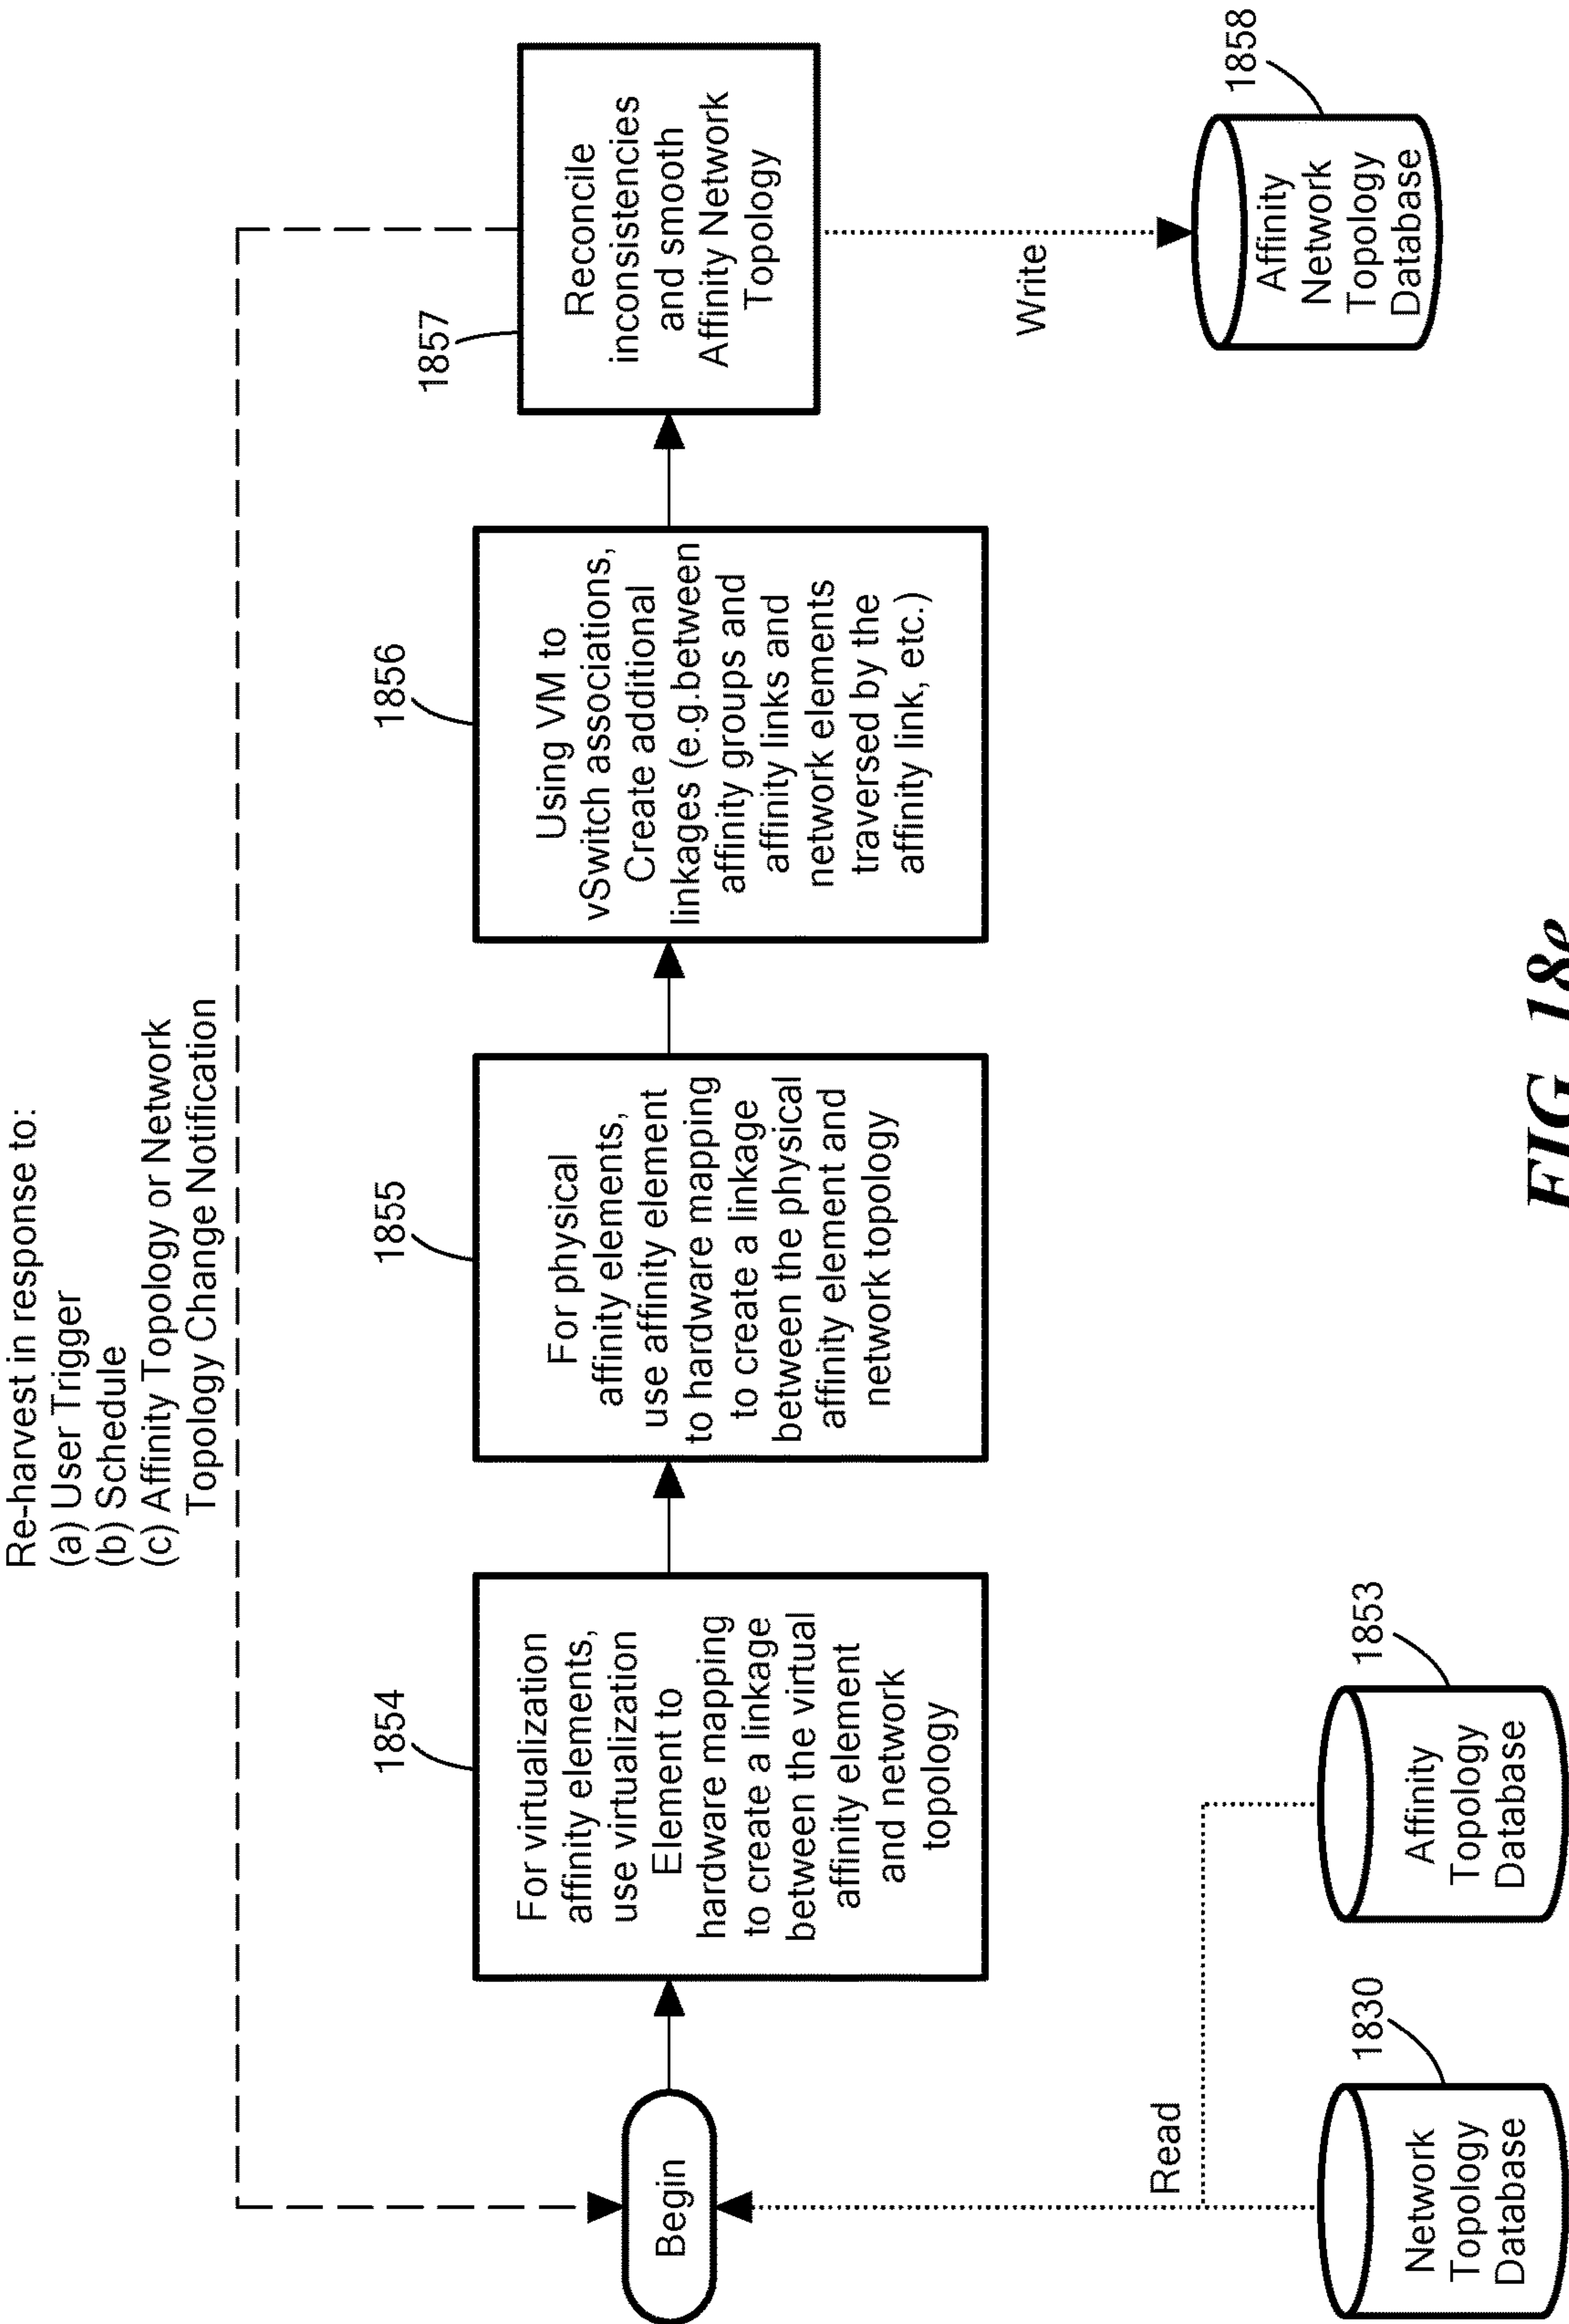 Re-harvest in response to:
(a) User Trigger
(b) Schedule
(c) Affinity Topology or Network
Topology Change Notification
Begin
1854
For virtualization
affinity elements,
use virtualization
Element to
hardware mapping
to create a linkage
between the virtual
affinity element
and network
topology
1855
For physical
affinity elements,
use affinity element
to hardware mapping
to create a linkage
between the physical
affinity element and
network topology
1856
Using VM to
vSwitch associations,
Create additional
linkages (e.g.between
affinity groups and
affinity links and
network elements
traversed by the
affinity link, etc.)
1857
Reconcile
inconsistencies
and smooth
Affinity Network
Topology
Read
Write
1830
Network
Topology
Database
1853
Affinity
Topology
Database
1858
Affinity
Network
Topology
Database
FIG. 18e